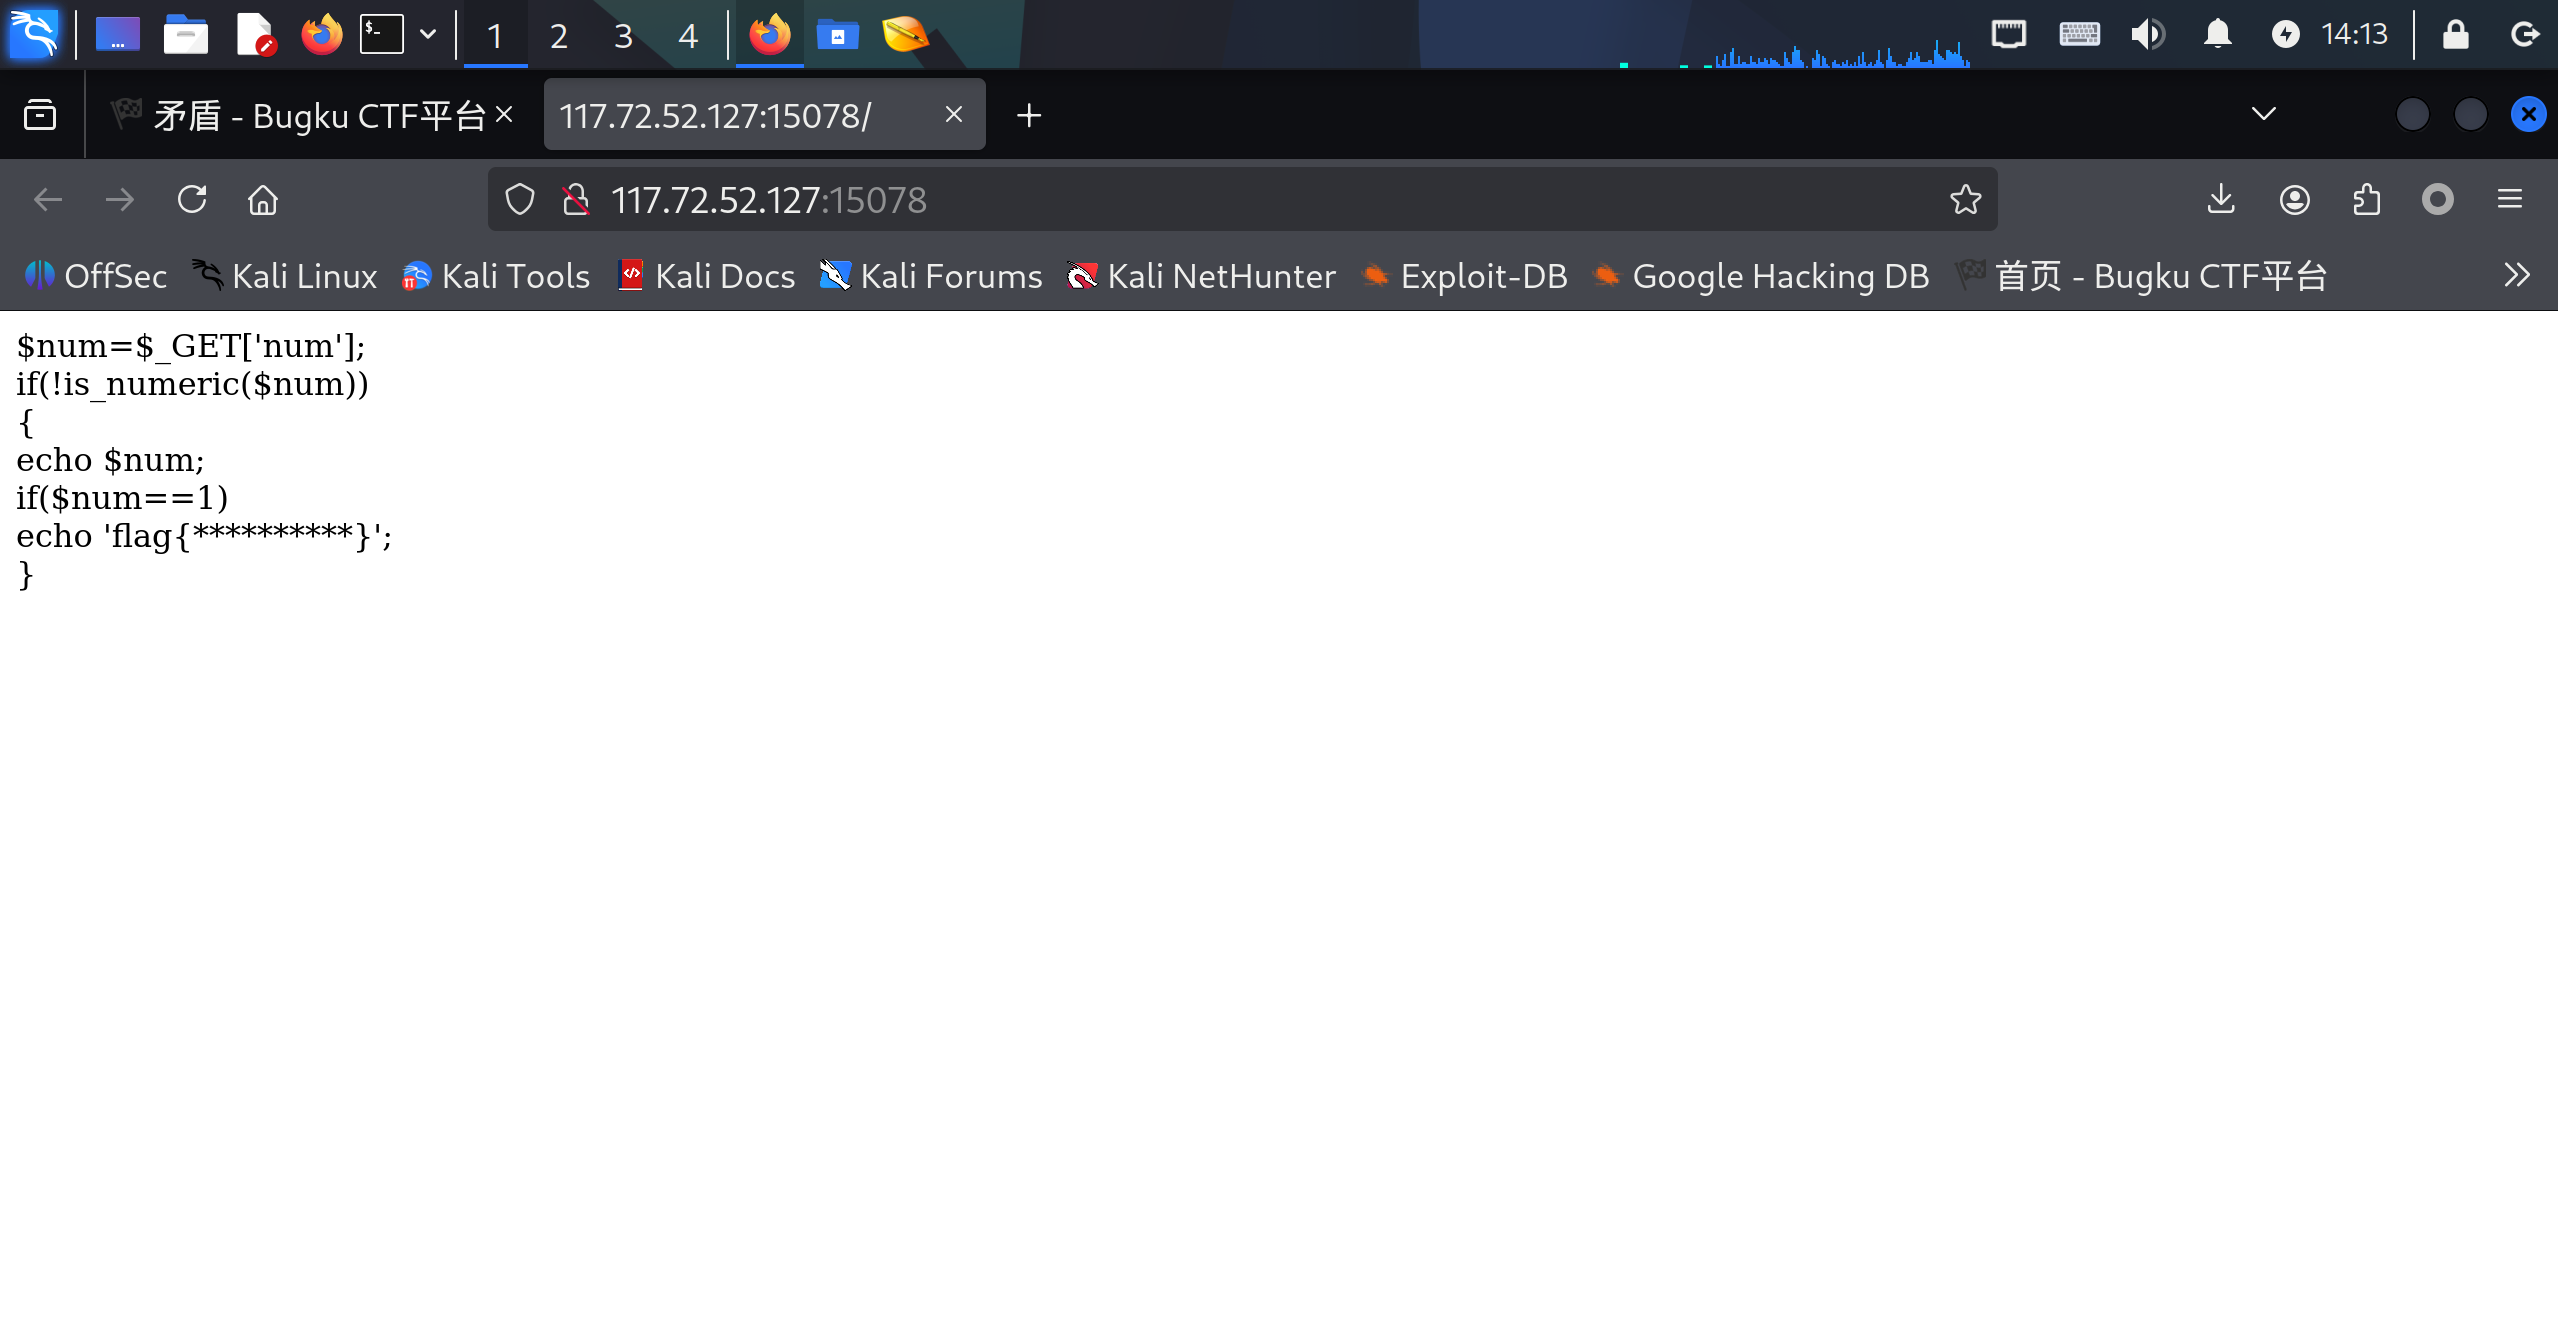 1 2 3 4 14:13
矛盾 - Bugku CTF平台 117.72.52.127:15078/
117.72.52.127:15078
OffSec Kali Linux Kali Tools Kali Docs Kali Forums Kali NetHunter Exploit-DB Google Hacking DB 首页 - Bugku CTF平台
$num=$_GET['num'];
if(!is_numeric($num))
{
echo $num;
if($num==1)
echo 'flag{**********}';
}